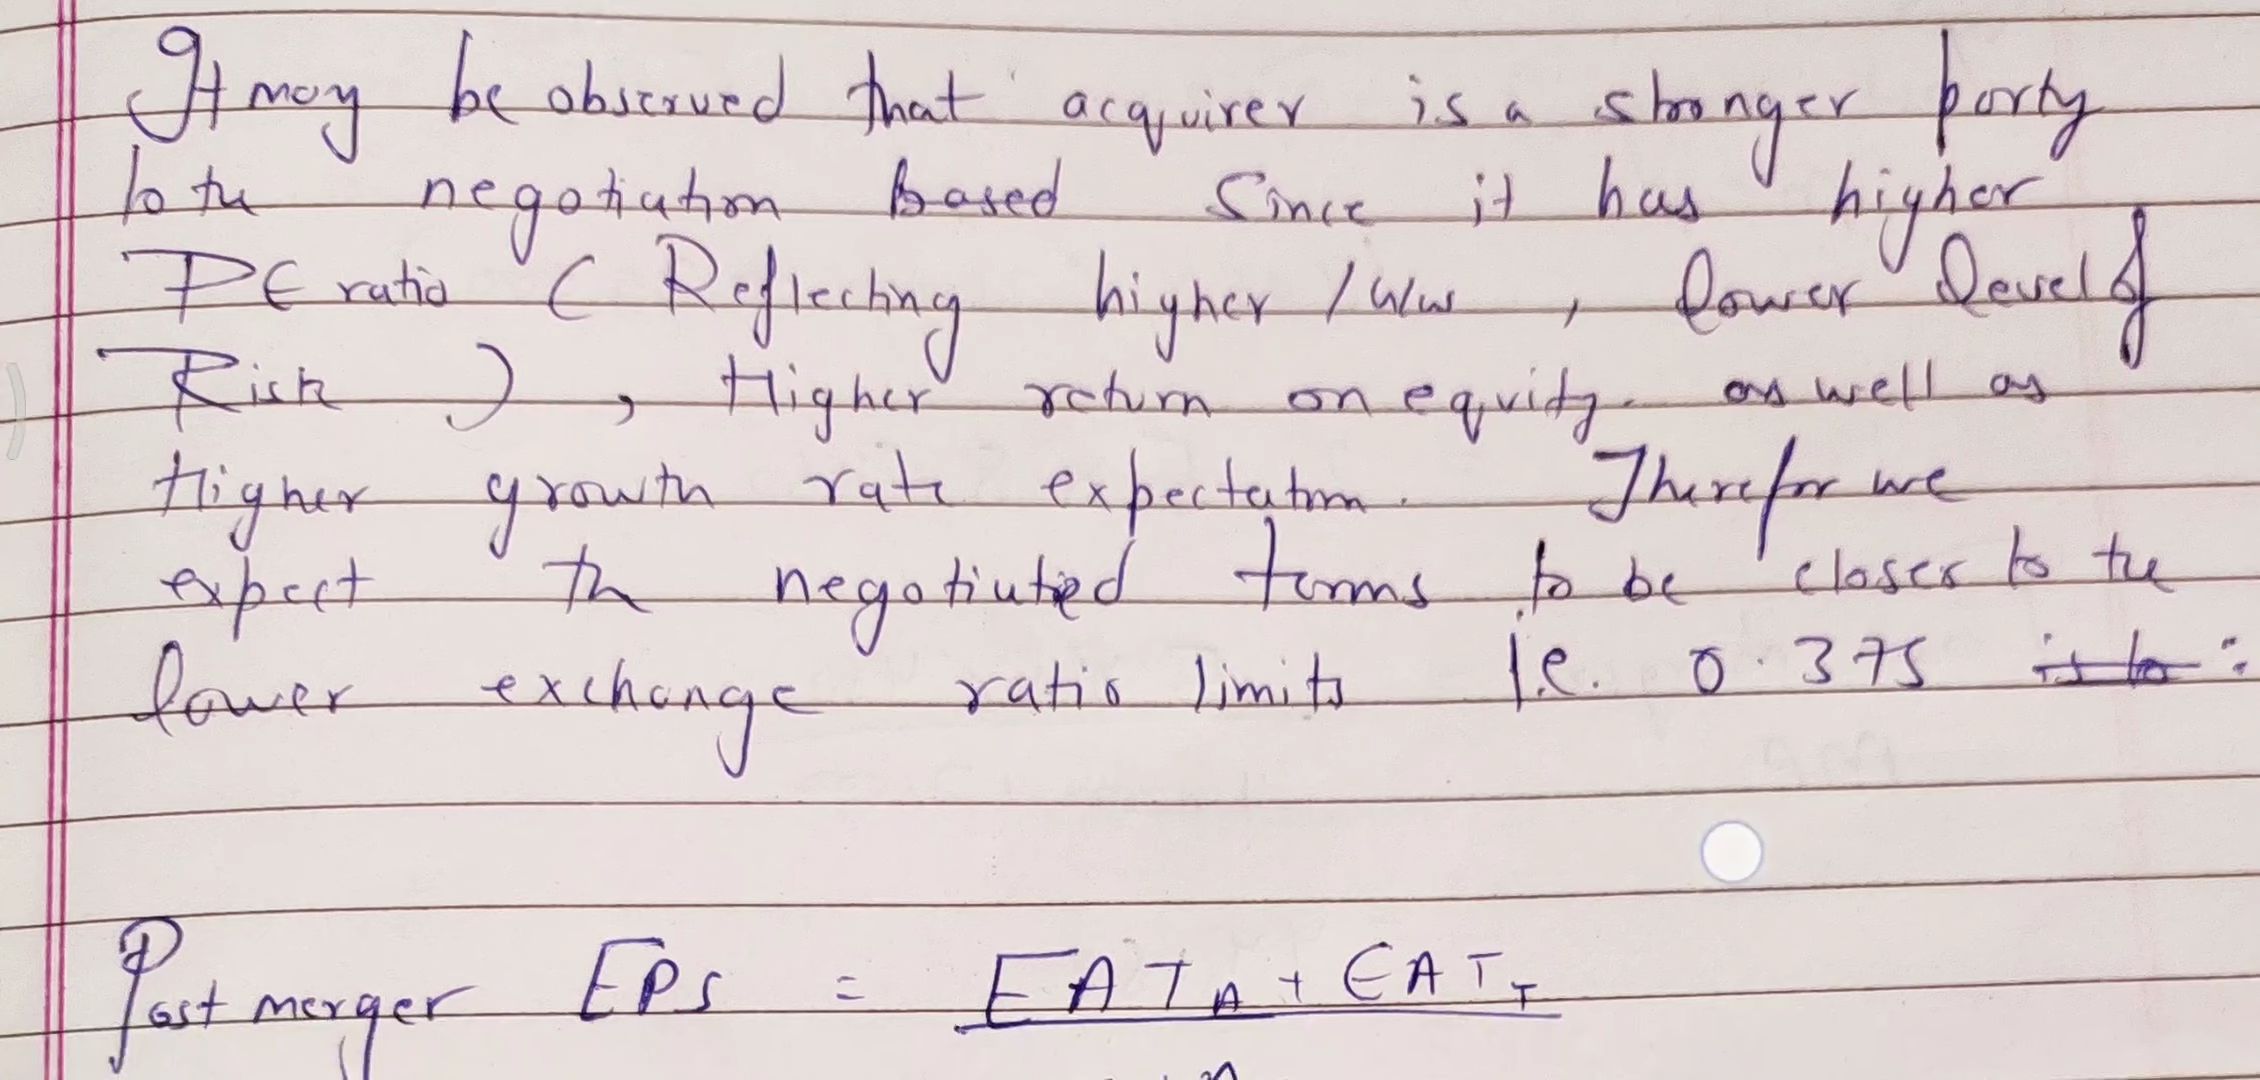 It may be observed that acquirer is a stronger party
to the negotiation based Since it has higher
PE ratio ( Reflecting higher / , lower level of
Risk ) , Higher return on equity. as well as
Higher growth rate expectation. Therefor we
expect the negotiated terms to be closer to the
lower exchange ratio limits I.e. 0.375 is to :
Post merger EPS = EAT A + EAT T